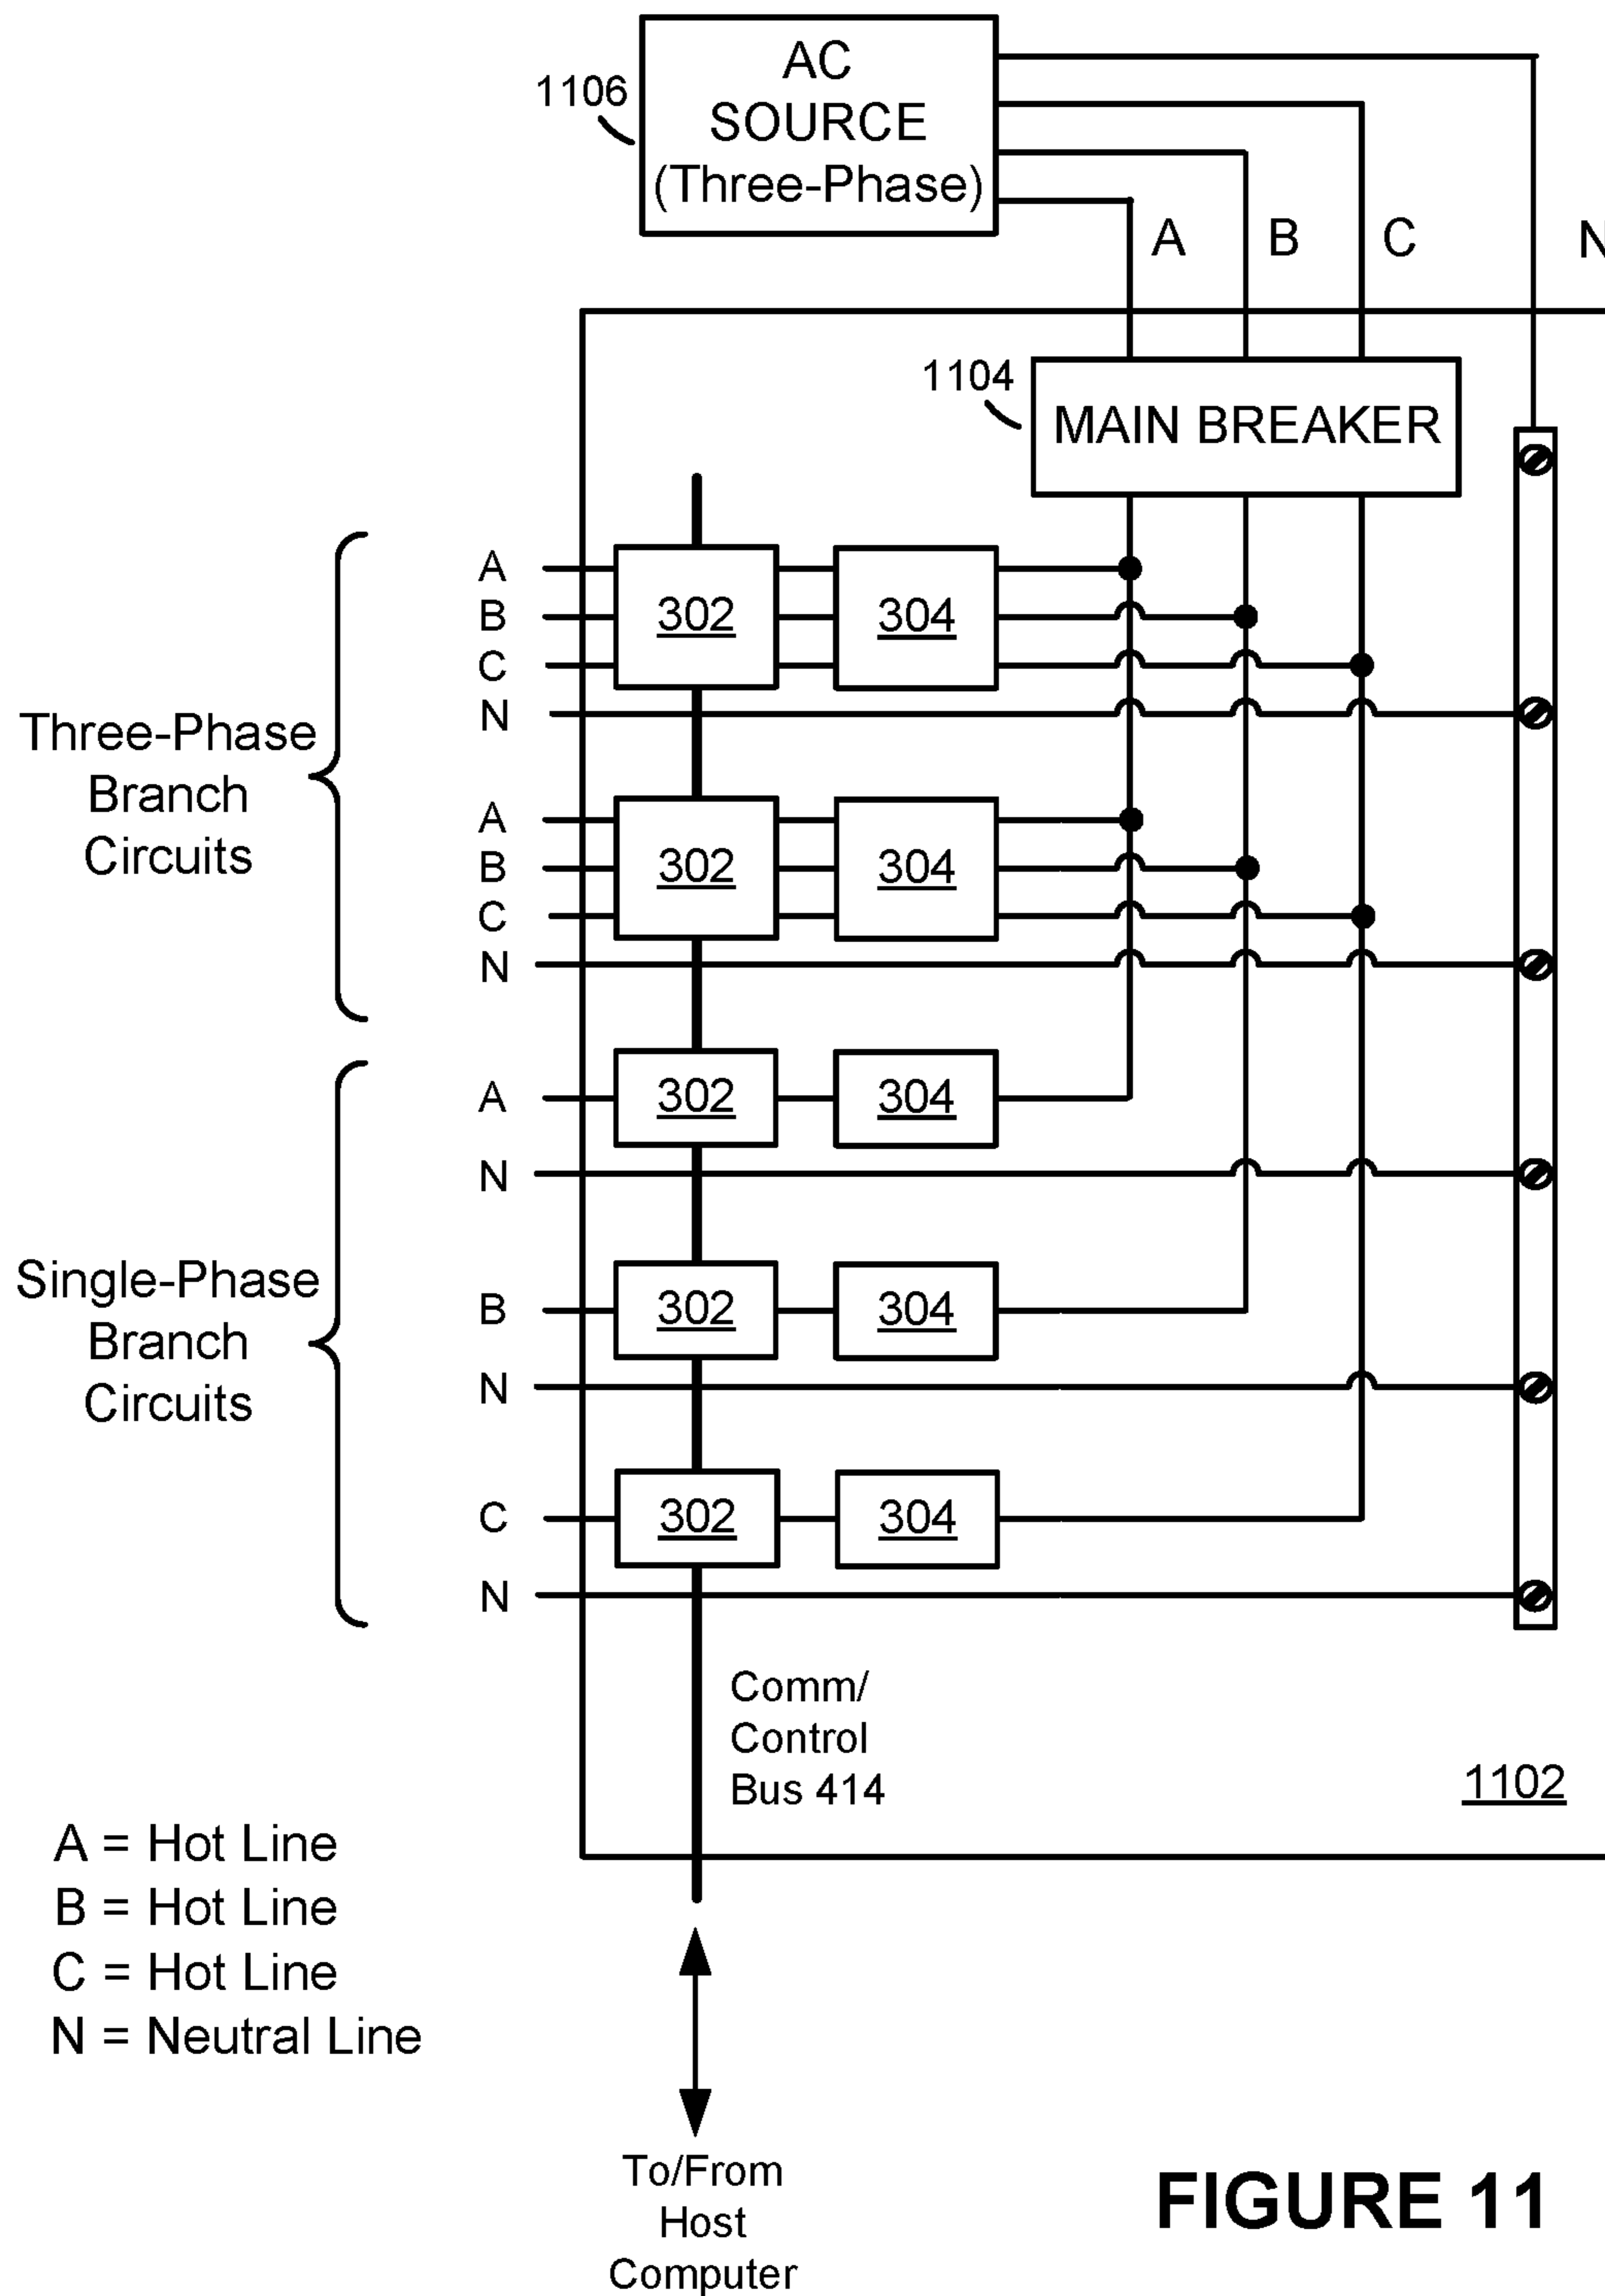 AC
SOURCE
(Three-Phase)
1106
A
B
C
N
1104
MAIN BREAKER
Three-Phase
Branch
Circuits
A
B
C
N
302
304
A
B
C
N
302
304
Single-Phase
Branch
Circuits
A
302
304
N
B
302
304
N
C
302
304
N
Comm/
Control
Bus 414
1102
A = Hot Line
B = Hot Line
C = Hot Line
N = Neutral Line
To/From
Host
Computer
FIGURE 11